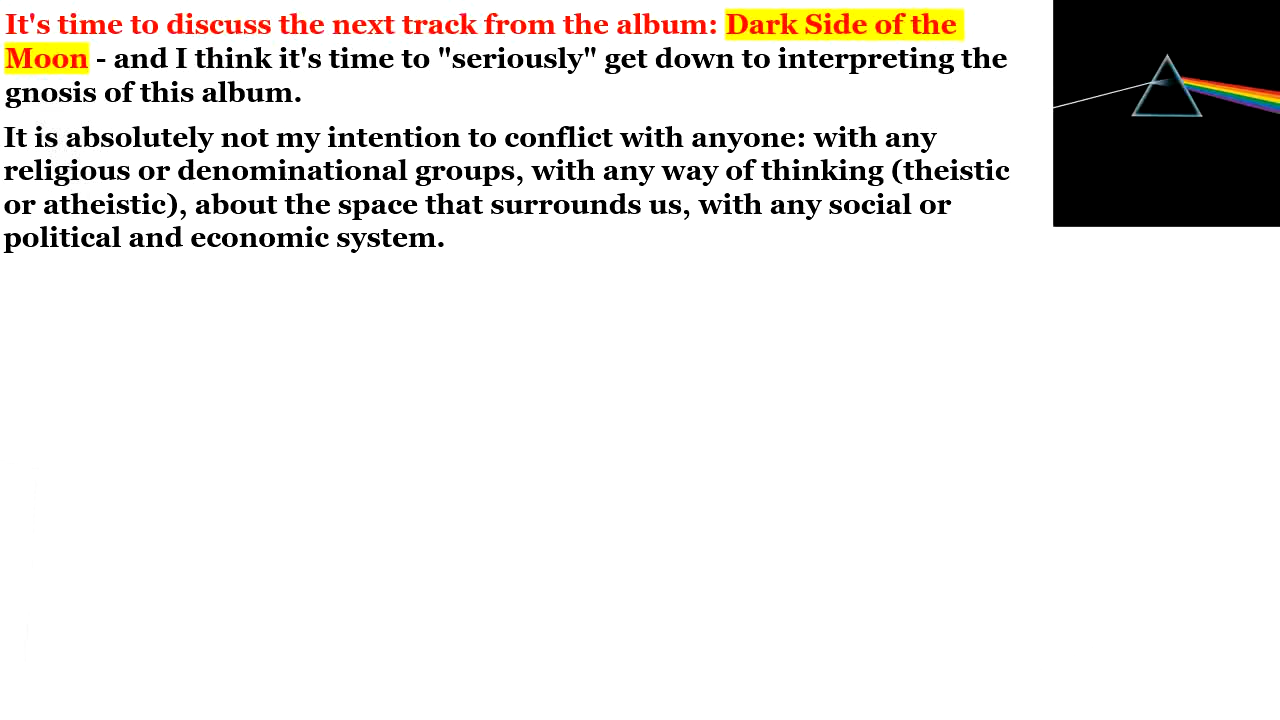 It's time to discuss the next track from the album: Dark Side of the
Moon - and I think it's time to "seriously" get down to interpreting the
gnosis of this album.
It is absolutely not my intention to conflict with anyone: with any
religious or denominational groups, with any way of thinking (theistic
or atheistic), about the space that surrounds us, with any social or
political and economic system.